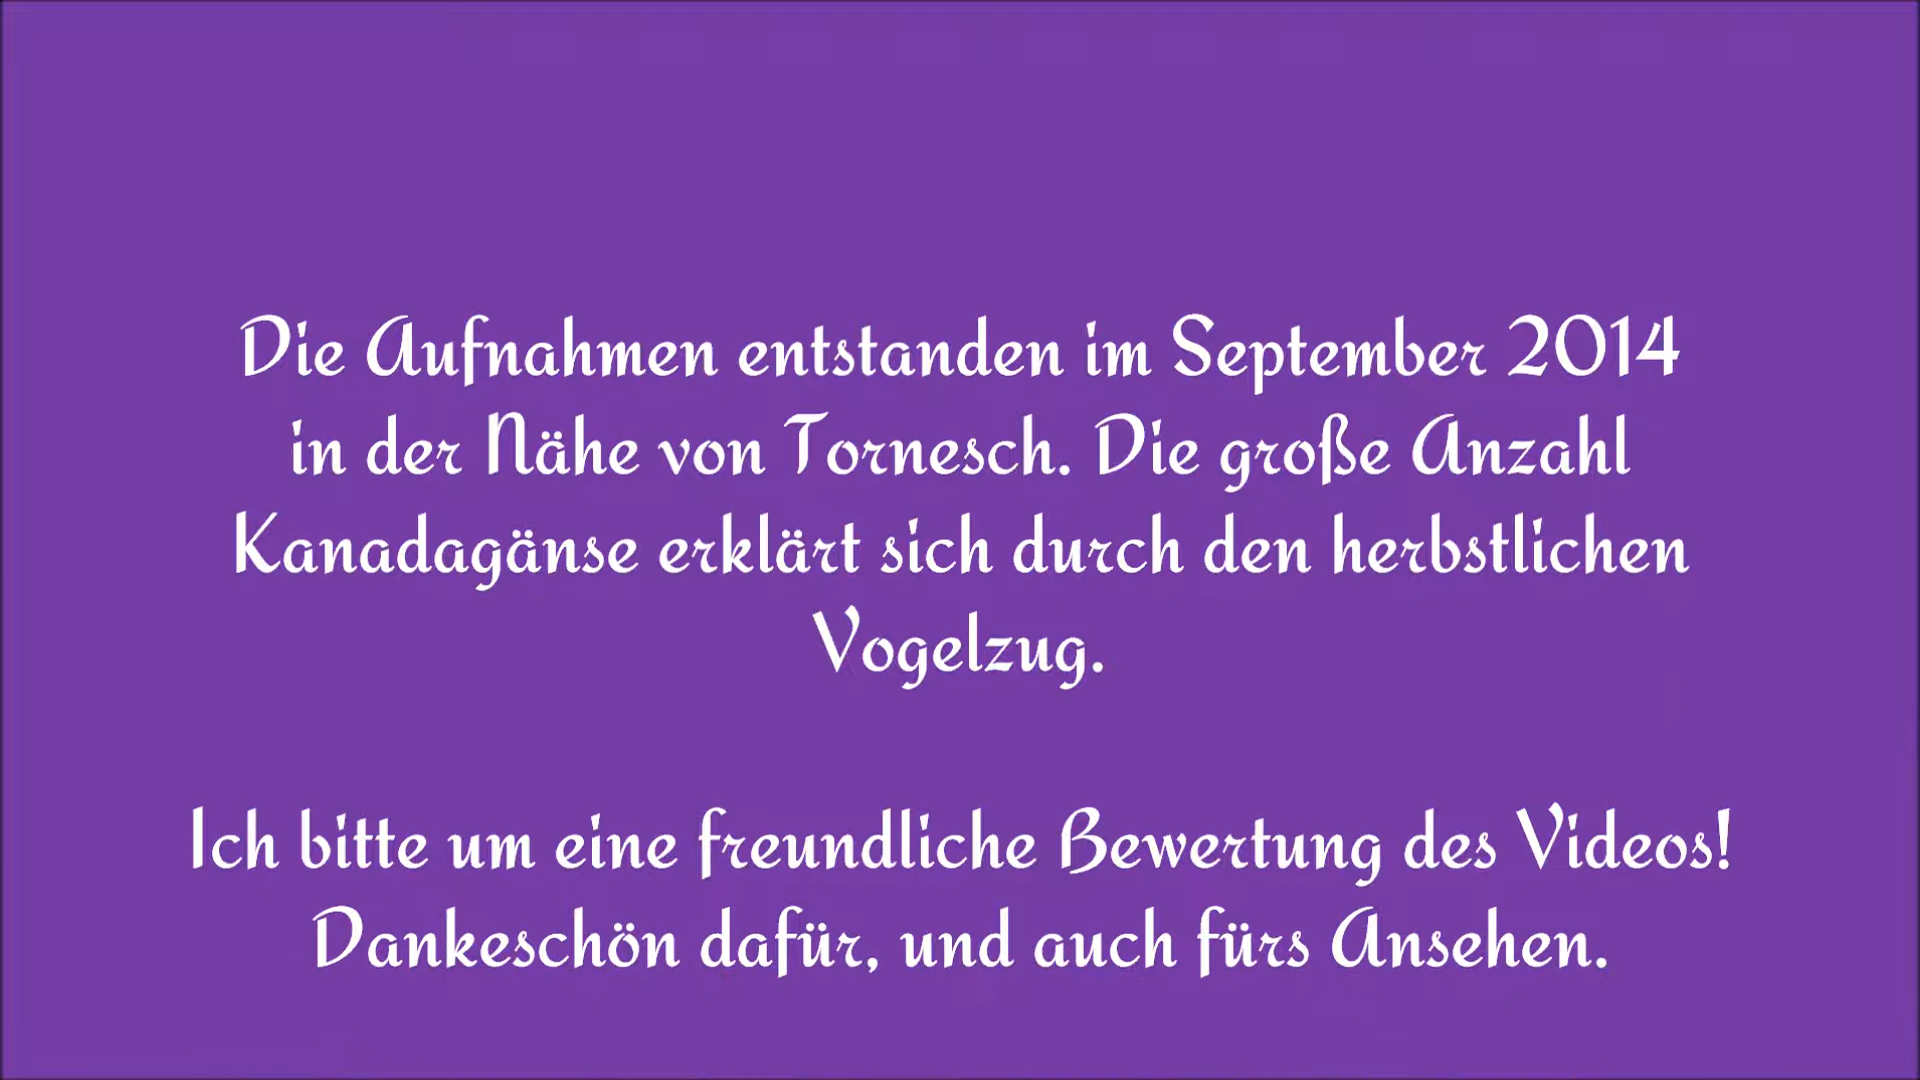 Die Aufnahmen entstanden im September 2014
in der Nähe von Tornesch. Die große Anzahl
Kanadagänse erklärt sich durch den herbstlichen
Vogelzug.
Ich bitte um eine freundliche Bewertung des Videos!
Dankeschön dafür, und auch fürs Ansehen.